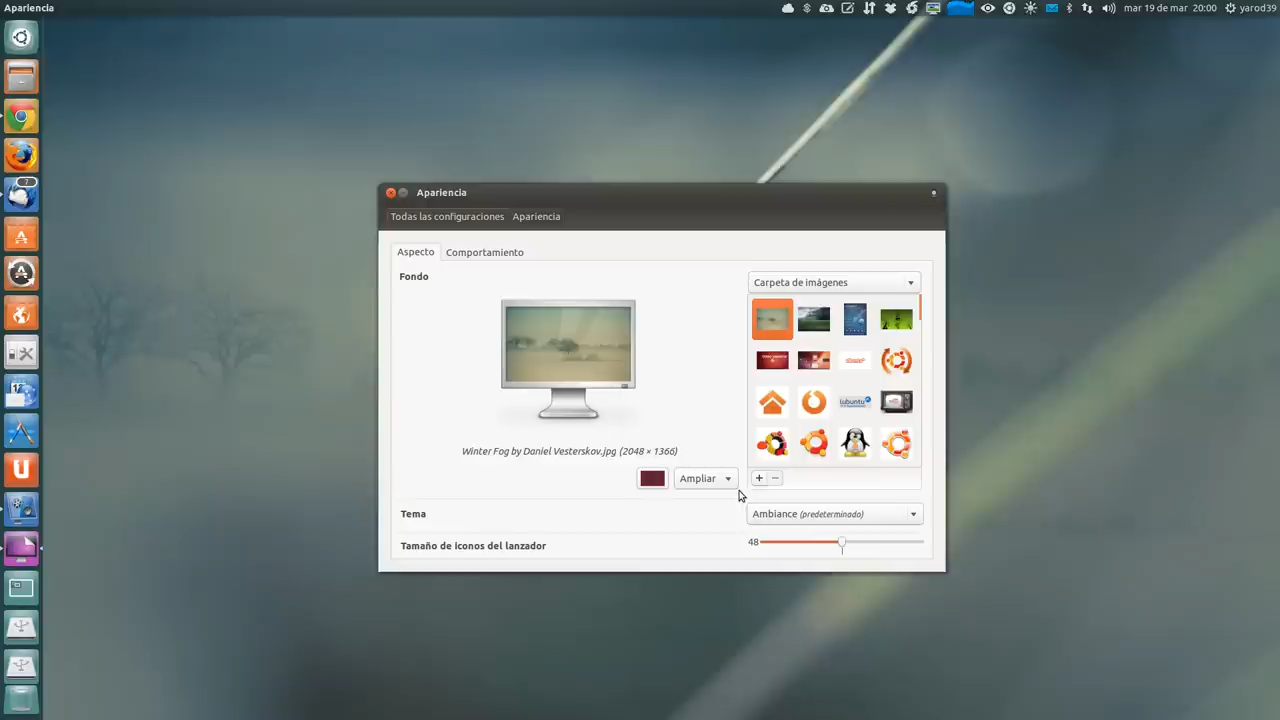 Apariencia
mar 19 de mar 20:00 yarod39
Apariencia
Todas las configuraciones Apariencia
Aspecto Comportamiento
Fondo
Carpeta de imágenes
lubuntu
Winter Fog by Daniel Vesterskov.jpg (2048 × 1366)
Ampliar
Tema
Ambiance (predeterminado)
Tamaño de iconos del lanzador
48